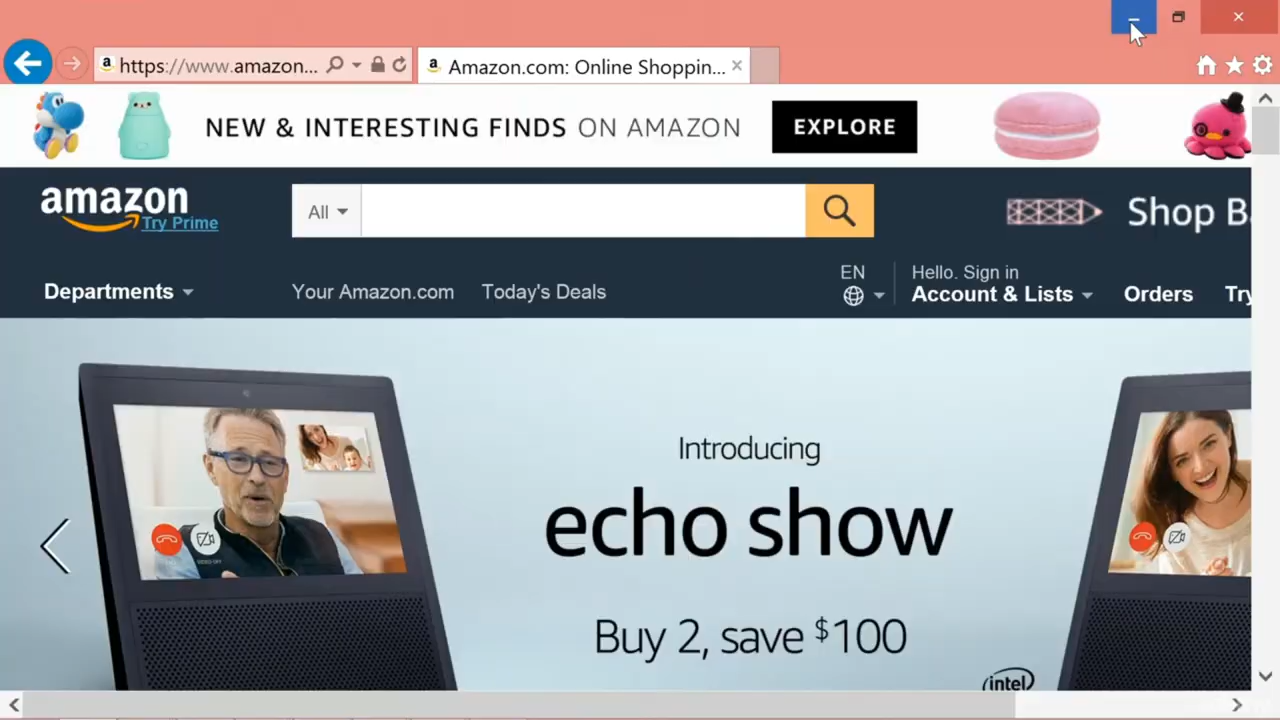 https://www.amazon...
Amazon.com: Online Shoppin...
NEW & INTERESTING FINDS ON AMAZON
EXPLORE
amazon
Try Prime
All
Shop Ba
Departments
Your Amazon.com
Today's Deals
EN
Hello. Sign in
Account & Lists
Orders
Try
Introducing
echo show
Buy 2, save $100
intel